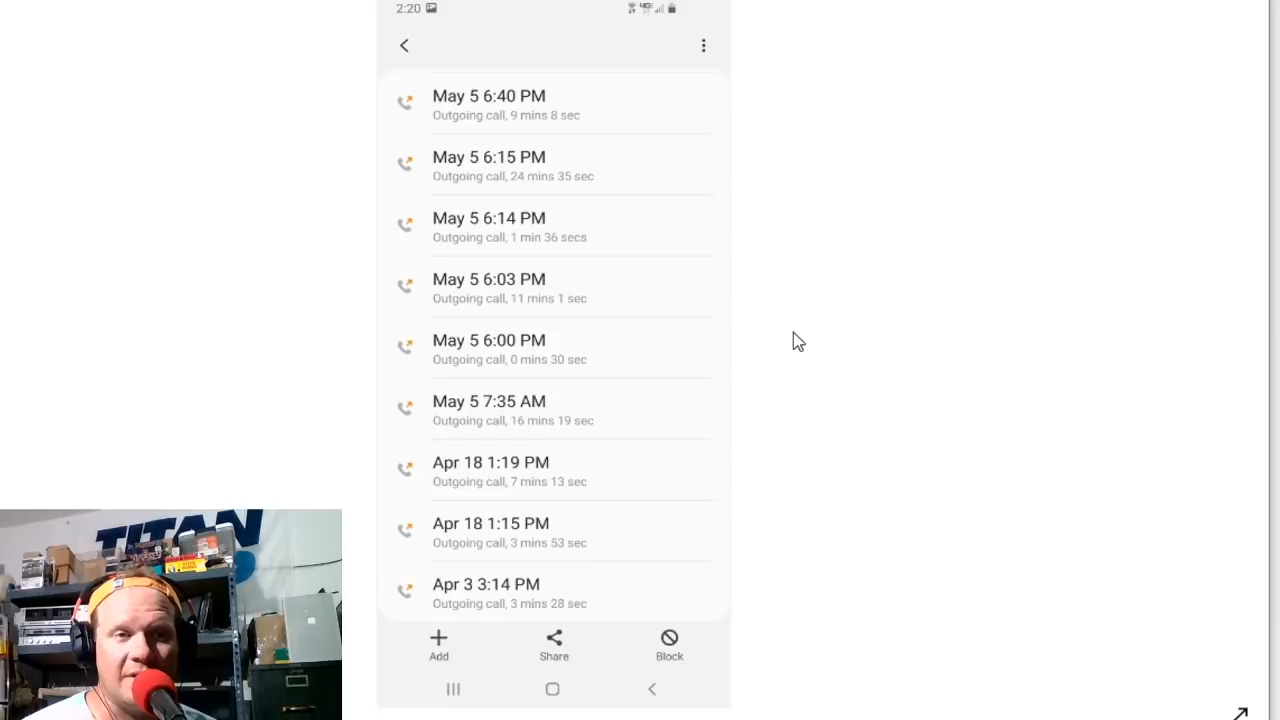 2:20
May 5 6:40 PM
Outgoing call, 9 mins 8 sec
May 5 6:15 PM
Outgoing call, 24 mins 35 sec
May 5 6:14 PM
Outgoing call, 1 min 36 secs
May 5 6:03 PM
Outgoing call, 11 mins 1 sec
May 5 6:00 PM
Outgoing call, 0 mins 30 sec
May 5 7:35 AM
Outgoing call, 16 mins 19 sec
Apr 18 1:19 PM
Outgoing call, 7 mins 13 sec
Apr 18 1:15 PM
Outgoing call, 3 mins 53 sec
Apr 3 3:14 PM
Outgoing call, 3 mins 28 sec
Add Share Block
TITAN